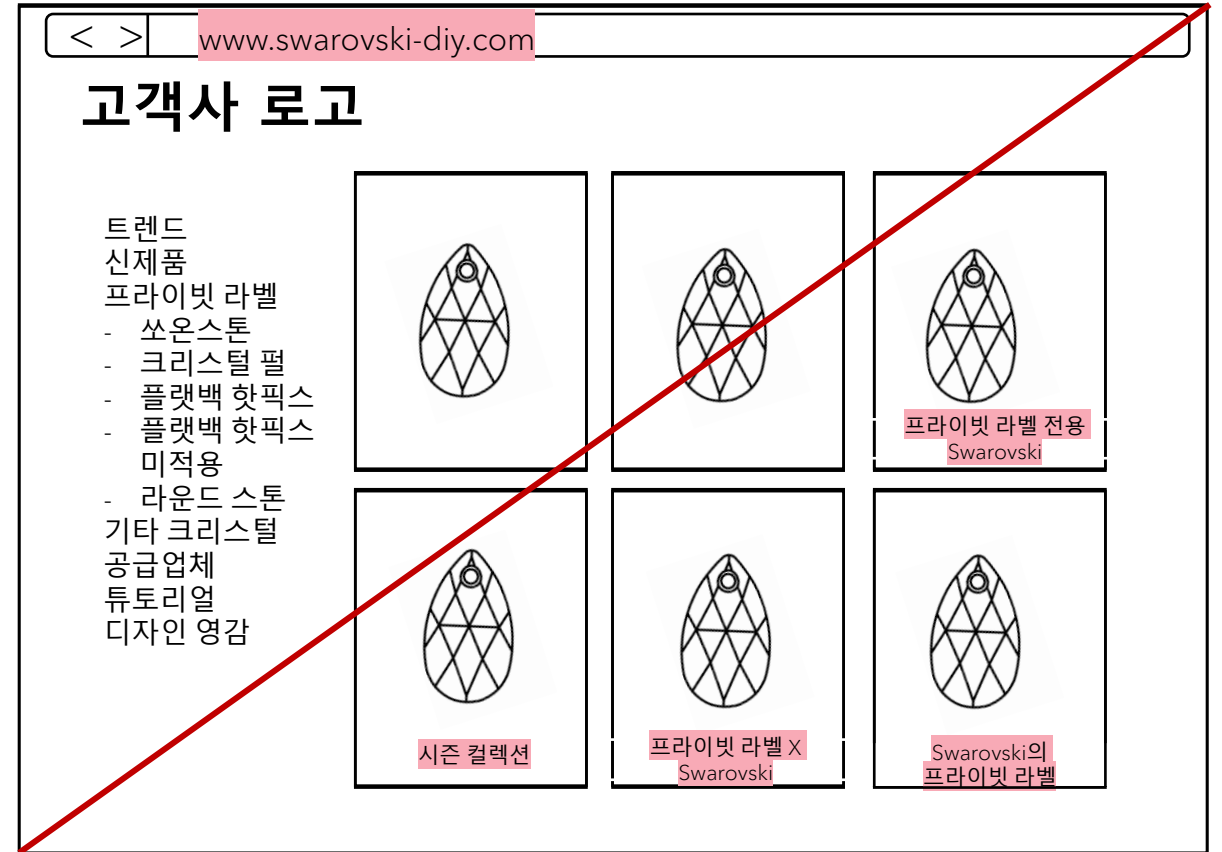 < >
www.swarovski-diy.com
고객사 로고
트렌드
신제품
프라이빗 라벨
- 쏘온스톤
- 크리스털 펄
- 플랫백 핫픽스
- 플랫백 핫픽스
미적용
- 라운드 스톤
기타 크리스털
공급업체
튜토리얼
디자인 영감
프라이빗 라벨 전용
Swarovski
시즌 컬렉션
프라이빗 라벨 X
Swarovski
Swarovski의
프라이빗 라벨